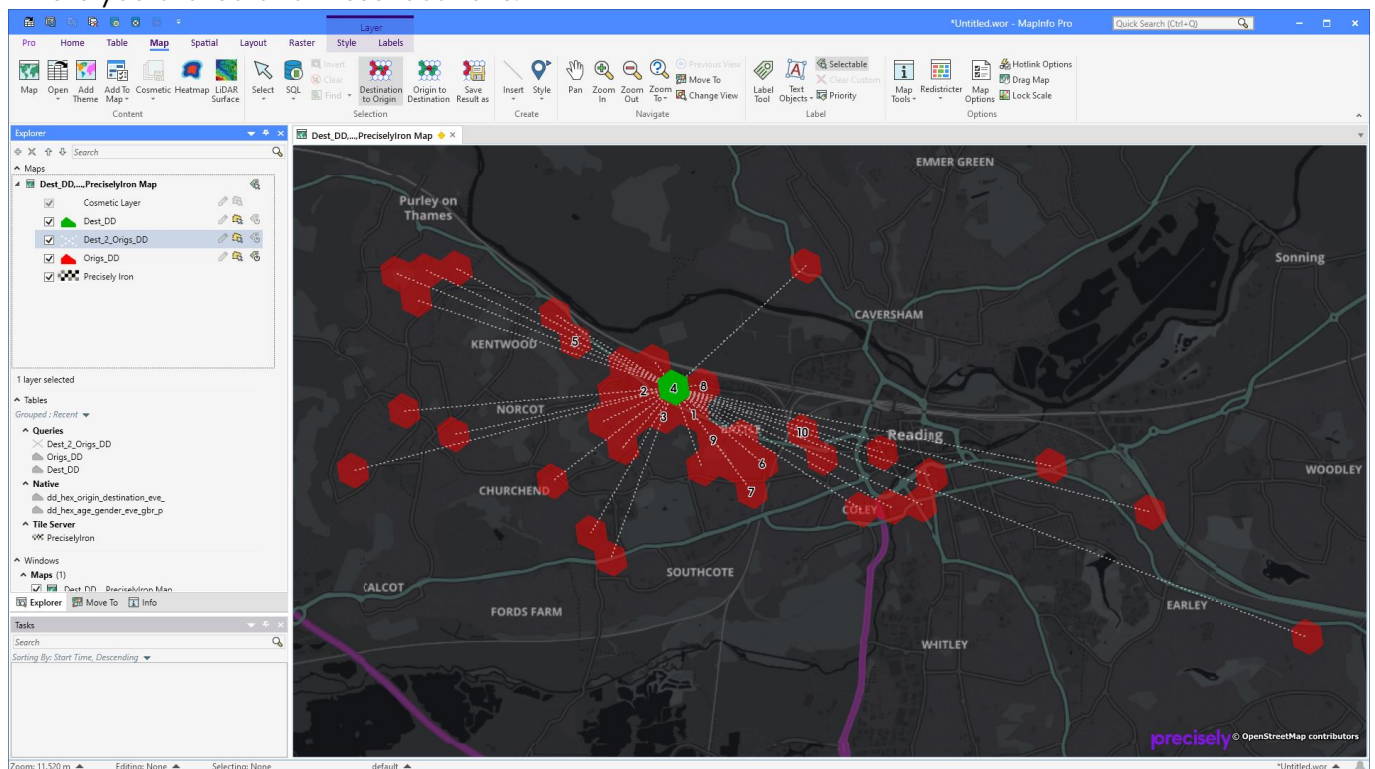 Layer
*Untitled.wor - MapInfo Pro
Quick Search (Ctrl+Q)
Pro Home Table Map Spatial Layout Raster Style Labels
Map Open Add Theme Add To Map Cosmetic Heatmap LiDAR Surface
Content
Select SQL Invert Clear Find Destination to Origin Origin to Destination Save Result as
Selection
Insert Style
Create
Pan Zoom In Zoom Out Zoom To Previous View Move To Change View
Navigate
Label Tool Text Objects Selectable Clear Custom Priority
Label
Map Tools Redistricter Map Options Hotlink Options Drag Map Lock Scale
Options
Explorer
Search
Maps
Dest_DD,...,PreciselyIron Map
Cosmetic Layer
Dest_DD
Dest_2_Origs_DD
Origs_DD
Precisely Iron
1 layer selected
Tables
Grouped : Recent
Queries
Dest_2_Origs_DD
Origs_DD
Dest_DD
Native
dd_hex_origin_destination_eve_
dd_hex_age_gender_eve_gbr_p
Tile Server
PreciselyIron
Windows
Maps (1)
Dest_DD,...,PreciselyIron Map
Explorer Move To Info
Tasks
Search
Sorting By: Start Time, Descending
Dest_DD,...,PreciselyIron Map
EMMER GREEN
Purley on
Thames
Sonning
CAVERSHAM
KENTWOOD
5
4
8
2
NORCOT
3
1
10
9
BATTLE
Reading
6
WOODLEY
CHURCHEND
7
COLEY
SOUTHCOTE
CALCOT
EARLEY
FORDS FARM
WHITLEY
precisely © OpenStreetMap contributors
Zoom: 11,520 m Editing: None Selecting: None default *Untitled.wor